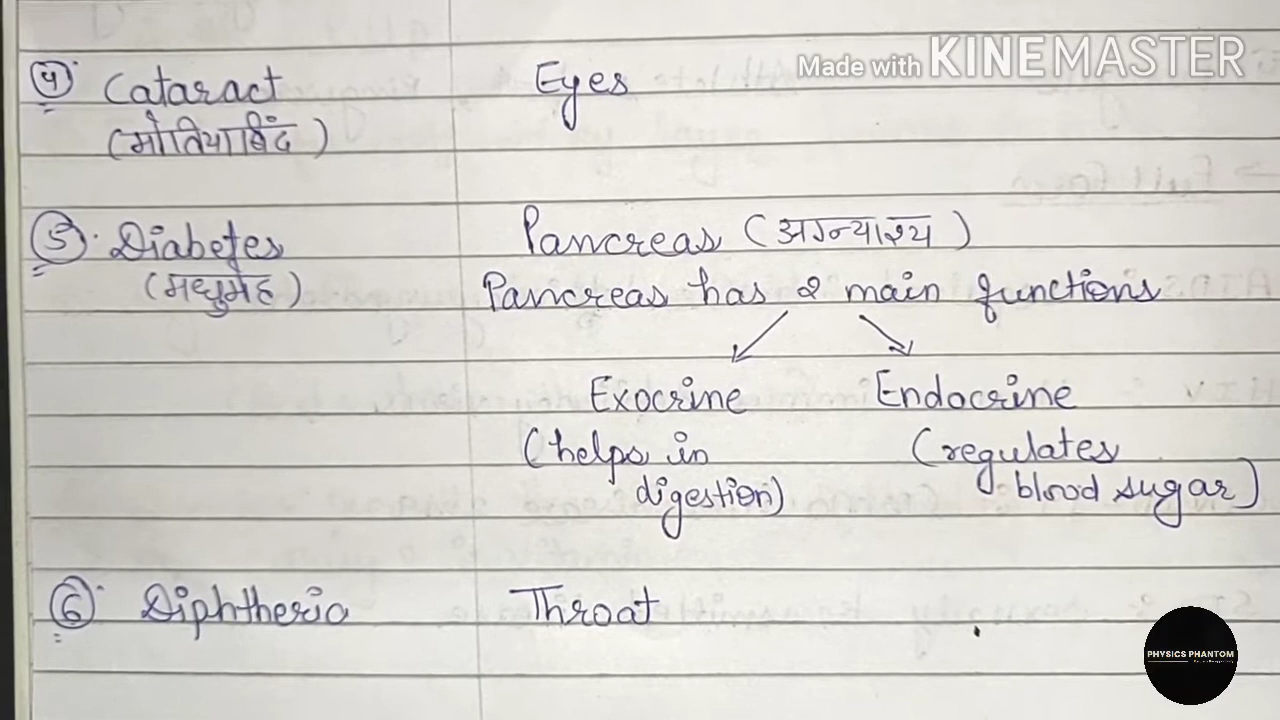 Made with KINEMASTER
④ Cataract Eyes
(मोतियाबिंद)
⑤ Diabetes Pancreas (अग्न्याश्य)
(मधुमेह) Pancreas has 2 main functions
Exocrine Endocrine
(helps in (regulates
digestion) blood sugar)
⑥ Diphtheria Throat
PHYSICS PHANTOM